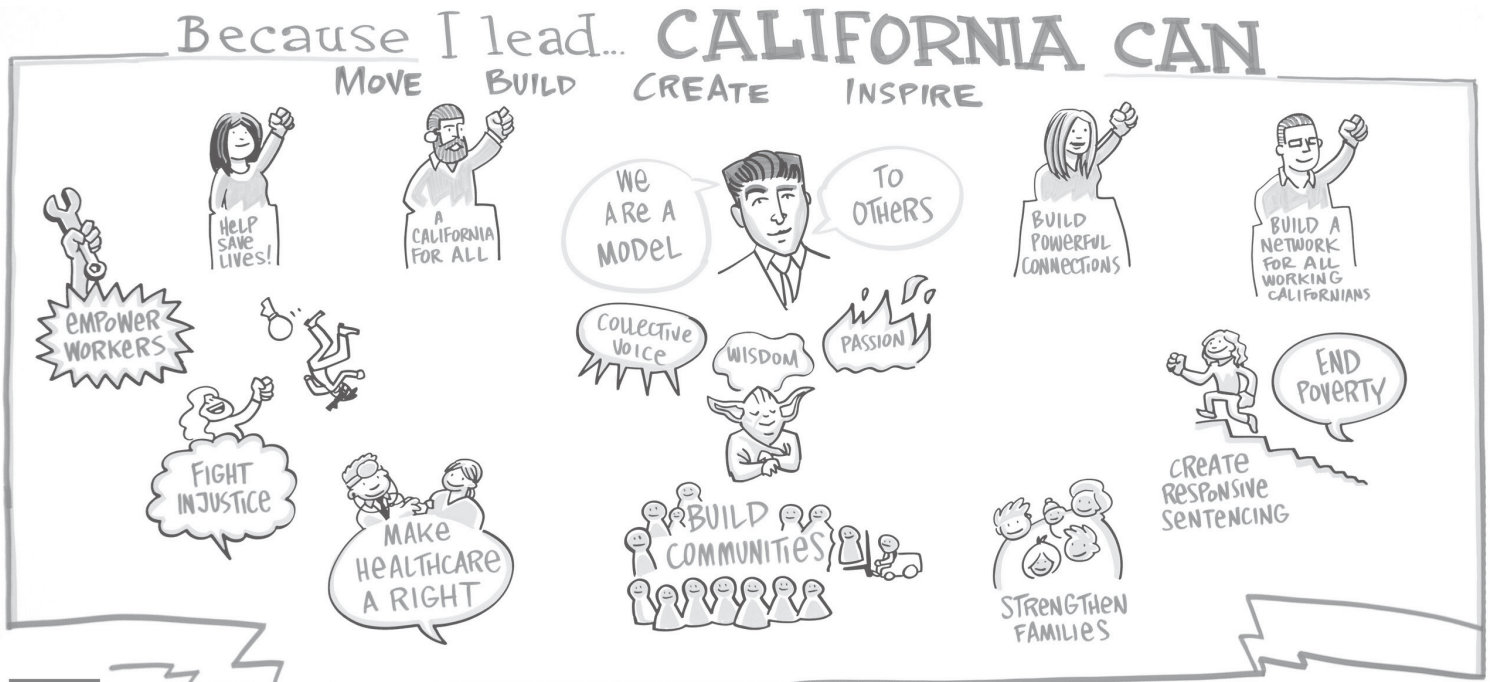 Because I lead... CALIFORNIA CAN
MOVE BUILD CREATE INSPIRE
HELP
SAVE
LIVES!
A
CALIFORNIA
FOR ALL
WE
ARE A
MODEL
TO
OTHERS
BUILD
POWERFUL
CONNECTIONS
BUILD A
NETWORK
FOR ALL
WORKING
CALIFORNIANS
EMPOWER
WORKERS
COLLECTIVE
VOICE
WISDOM
PASSION
END
POVERTY
FIGHT
INJUSTICE
MAKE
HEALTHCARE
A RIGHT
BUILD
COMMUNITIES
STRENGTHEN
FAMILIES
CREATE
RESPONSIVE
SENTENCING